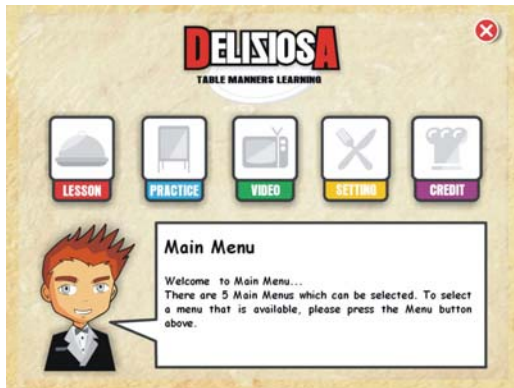 DELIZIOSA
TABLE MANNERS LEARNING
LESSON PRACTICE VIDEO SETTING CREDIT
Main Menu
Welcome to Main Menu...
There are 5 Main Menus which can be selected. To select
a menu that is available, please press the Menu button
above.